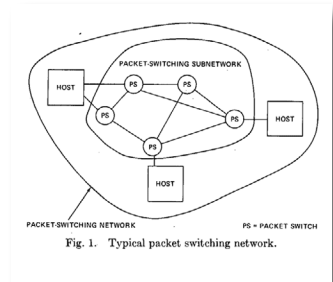 PACKET-SWITCHING SUBNETWORK
HOST
PS
PS
PS
PS
HOST
PS
HOST
PACKET-SWITCHING NETWORK
PS = PACKET SWITCH
Fig. 1. Typical packet switching network.